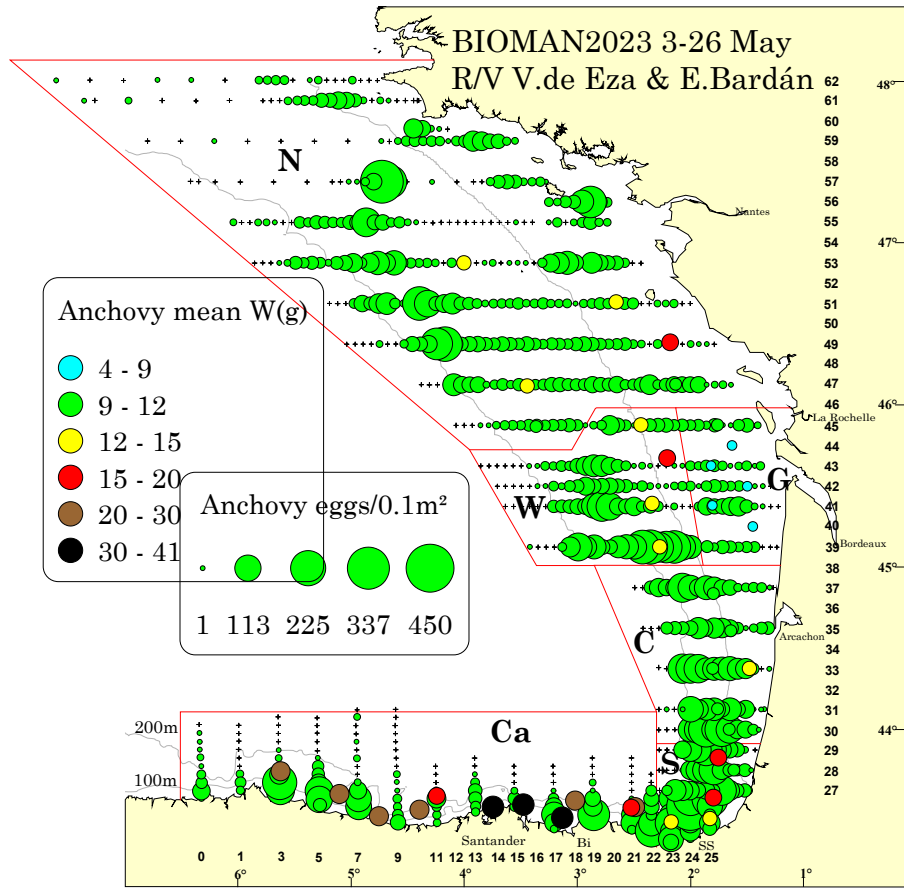 BIOMAN2023 3-26 May
R/V V.de Eza & E.Bardán
62
48°
61
60
59
N
57
56
Nantes
55
54
47°
53
52
Anchovy mean W(g)
51
50
4 - 9
49
48
9 - 12
47
46°
12 - 15
La Rochelle
45
44
15 - 20
43
G
20 - 30
Anchovy eggs/0.1m²
W
42
41
30 - 41
40
Bordeaux
39
38
45°
37
1 113 225 337 450
36
C
Arcachon
35
34
33
32
200m
Ca
31
30
44°
S
29
100m
28
27
Santander
Bi
SS
0 1 3 5 7 9 11 12 13 14 15 16 17 18 19 20 21 22 23 24 25
6° 5° 4° 3° 2° 1°